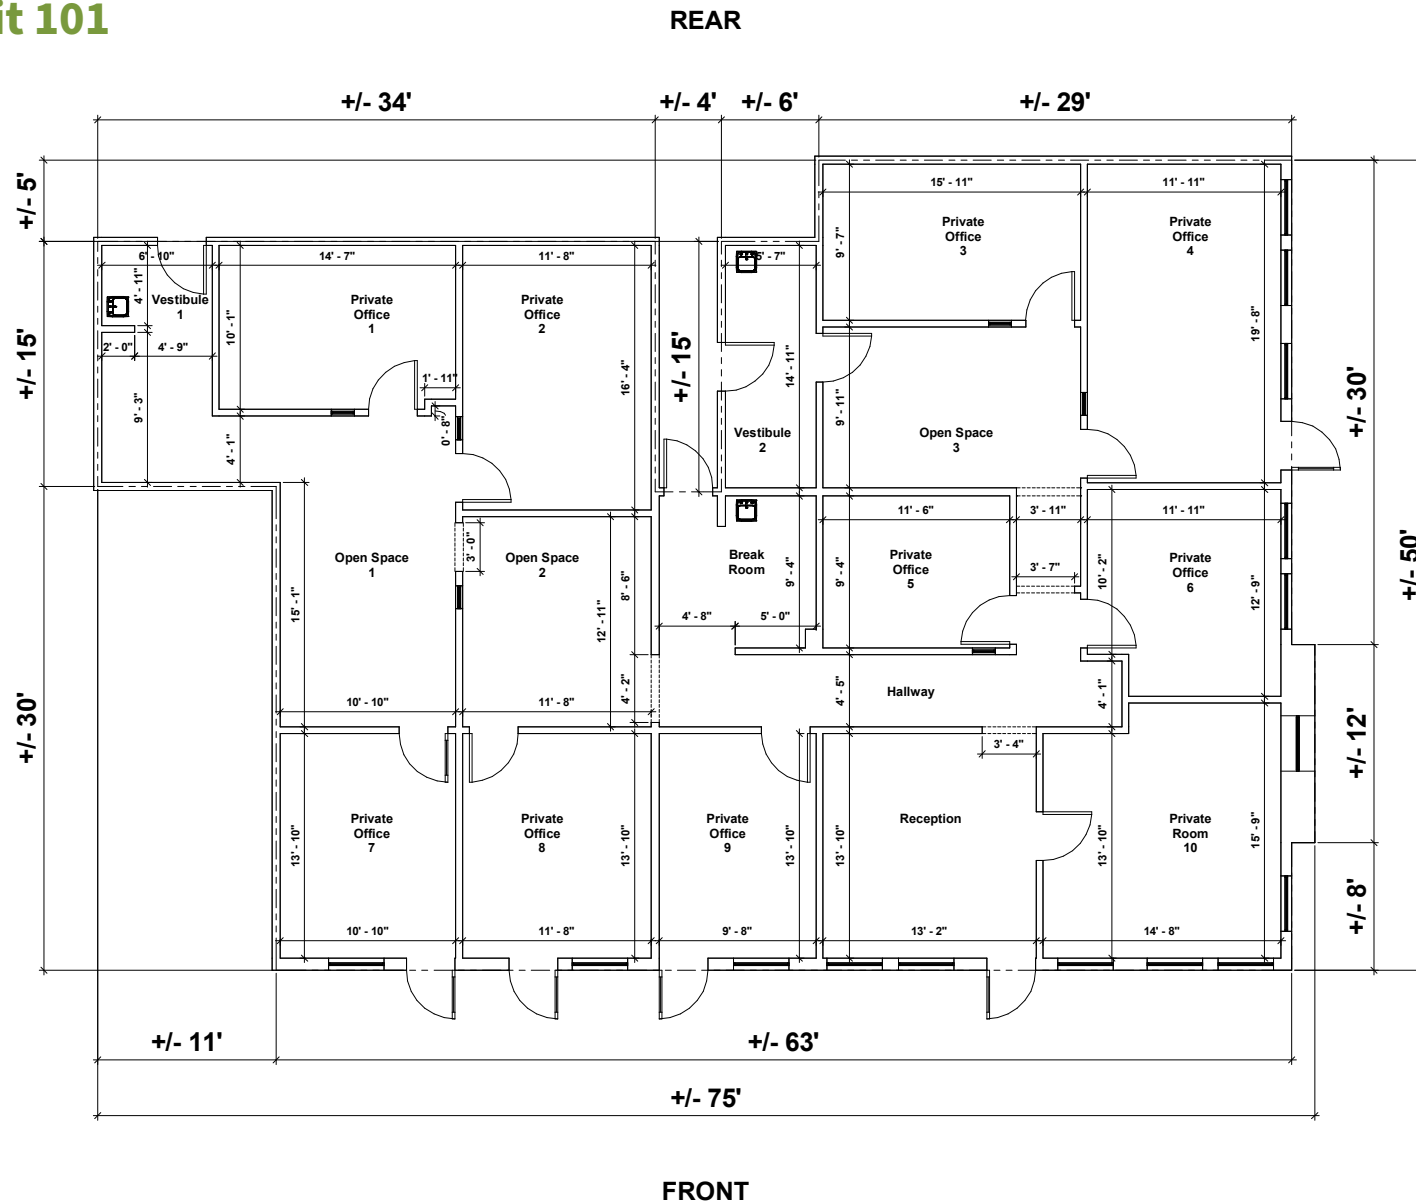 it 101
REAR
+/- 34'
+/- 4'
+/- 6'
+/- 29'
+/- 5'
15' - 11"
11' - 11"
Private
Office
3
Private
Office
4
9' - 7"
6' - 10"
14' - 7"
11' - 8"
5' - 7"
4' - 11"
Vestibule
1
Private
Office
1
Private
Office
2
10' - 1"
19' - 8"
+/- 15'
2' - 0"
4' - 9"
+/- 15'
14' - 11"
1' - 11"
16' - 4"
+/- 30'
9' - 3"
0' - 8"
9' - 11"
4' - 1"
Vestibule
2
Open Space
3
11' - 6"
3' - 11"
11' - 11"
3' - 0"
Open Space
1
Open Space
2
Break
Room
Private
Office
5
Private
Office
6
3' - 7"
+/- 50'
8' - 6"
9' - 4"
9' - 4"
10' - 2"
12' - 9"
15' - 1"
12' - 11"
4' - 8"
5' - 0"
4' - 2"
4' - 5"
Hallway
4' - 1"
10' - 10"
11' - 8"
+/- 30'
3' - 4"
+/- 12'
Private
Office
7
Private
Office
8
Private
Office
9
Reception
Private
Room
10
13' - 10"
13' - 10"
13' - 10"
13' - 10"
13' - 10"
15' - 9"
+/- 8'
10' - 10"
11' - 8"
9' - 8"
13' - 2"
14' - 8"
+/- 11'
+/- 63'
+/- 75'
FRONT